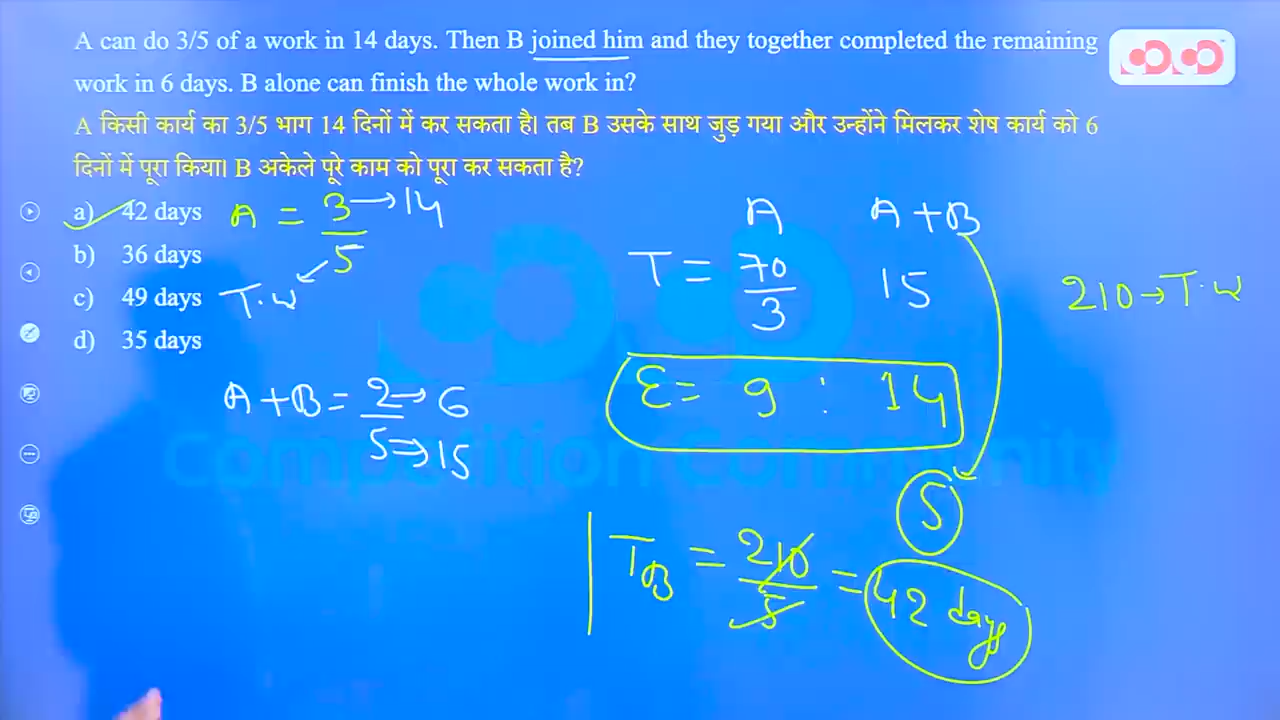 A can do 3/5 of a work in 14 days. Then B joined him and they together completed the remaining
work in 6 days. B alone can finish the whole work in?
A किसी कार्य का 3/5 भाग 14 दिनों में कर सकता है। तब B उसके साथ जुड़ गया और उन्होंने मिलकर शेष कार्य को 6
दिनों में पूरा किया। B अकेले पूरे काम को पूरा कर सकता है?
a) 42 days
b) 36 days
c) 49 days
d) 35 days
A = 3/5 → 14
T.W
A + B = 2/5 → 6
5 → 15
A A + B
T = 70/3 15
210 → T.W
E = 9 : 14
5
T_B = 210/5 = 42 days
Competition Community